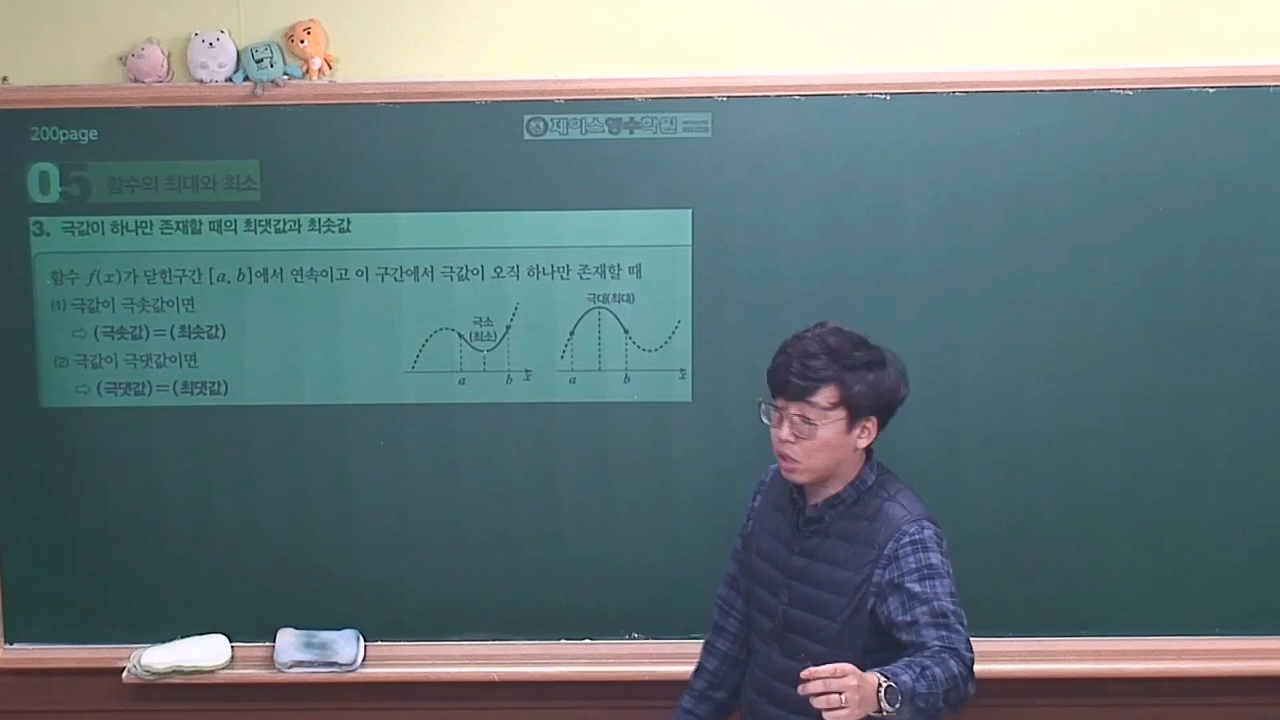 200page
제이스영수학원
05 함수의 최대와 최소
3. 극값이 하나만 존재할 때의 최댓값과 최솟값
함수 f(x)가 닫힌구간 [a, b]에서 연속이고 이 구간에서 극값이 오직 하나만 존재할 때
(1) 극값이 극솟값이면
⇨ (극솟값)=(최솟값)
(2) 극값이 극댓값이면
⇨ (극댓값)=(최댓값)
극소
(최소)
a b x
극대(최대)
a b x